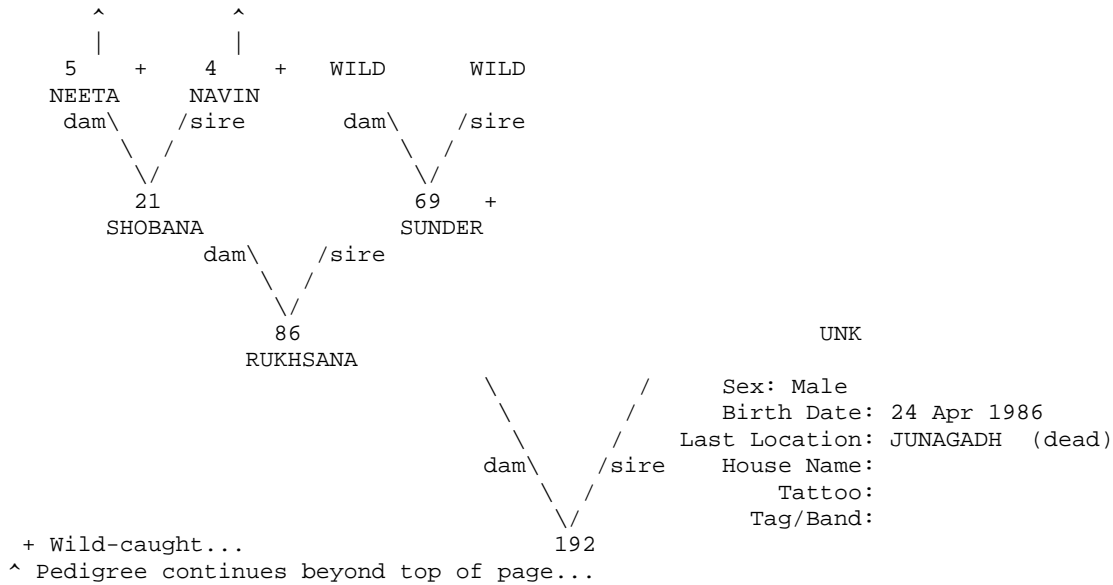 ^ ^
| |
5 + 4 + WILD WILD
NEETA NAVIN
dam\ /sire dam\ /sire
\ / \ /
\/ \/
21 69 +
SHOBANA SUNDER
dam\ /sire
\ /
\/
86 UNK
RUKHSANA
\ / Sex: Male
\ / Birth Date: 24 Apr 1986
\ / Last Location: JUNAGADH (dead)
dam\ /sire House Name:
\ / Tattoo:
\/ Tag/Band:
+ Wild-caught... 192
^ Pedigree continues beyond top of page...